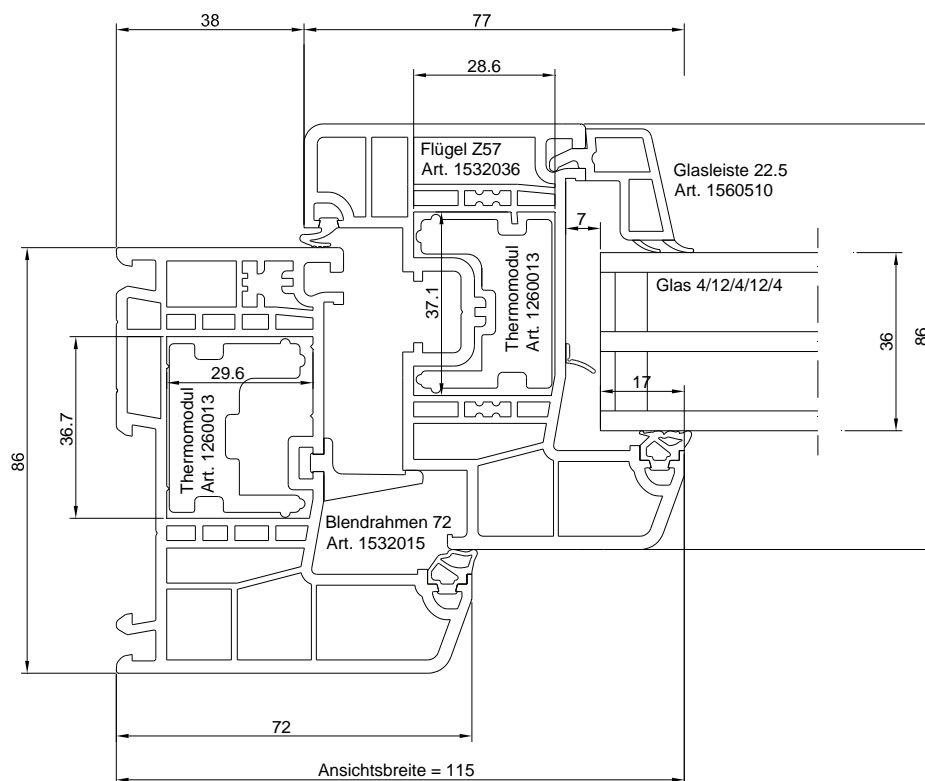 38
77
28.6
Flügel Z57
Art. 1532036
Glasleiste 22.5
Art. 1560510
7
Glas 4/12/4/12/4
37.1
Thermomodul
Art. 1260013
36
86
17
29.6
Thermomodul
Art. 1260013
36.7
86
Blendrahmen 72
Art. 1532015
72
Ansichtsbreite = 115